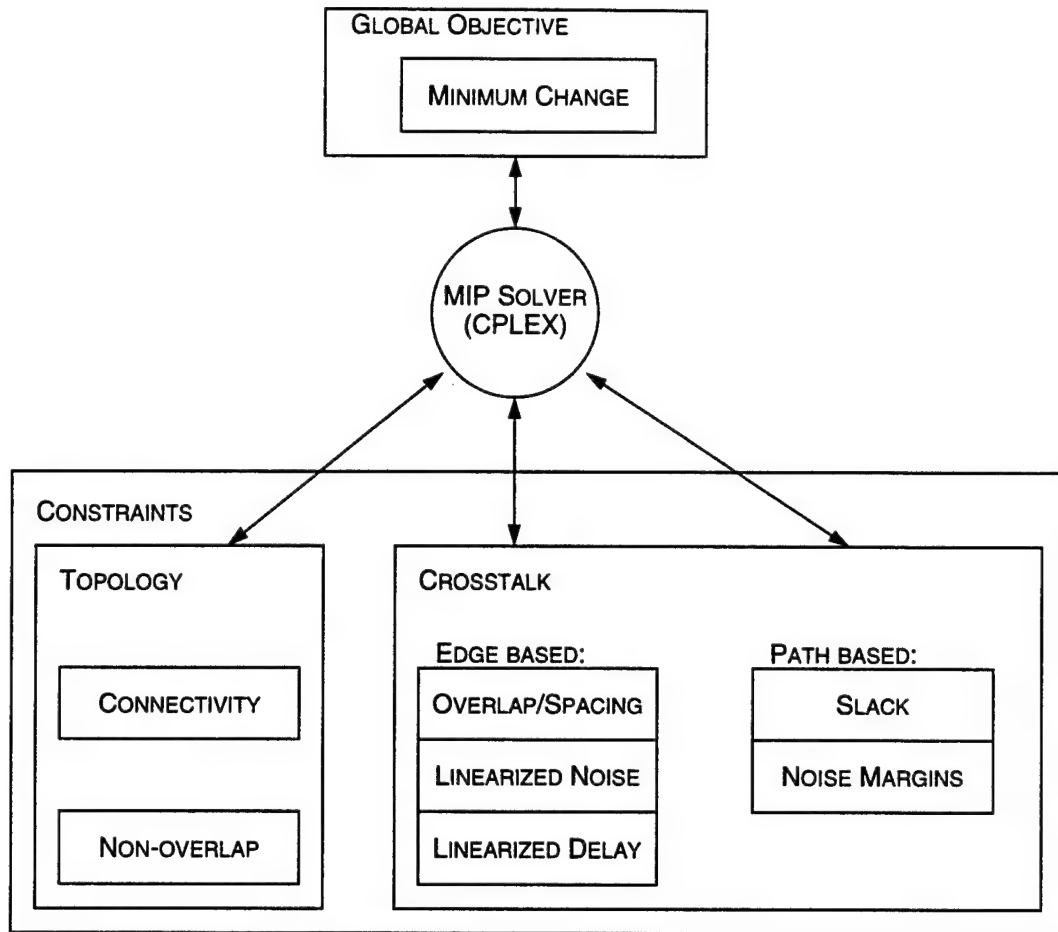 GLOBAL OBJECTIVE
MINIMUM CHANGE
MIP SOLVER
(CPLEX)
CONSTRAINTS
TOPOLOGY
CONNECTIVITY
NON-OVERLAP
CROSSTALK
EDGE BASED:
OVERLAP/SPACING
LINEARIZED NOISE
LINEARIZED DELAY
PATH BASED:
SLACK
NOISE MARGINS